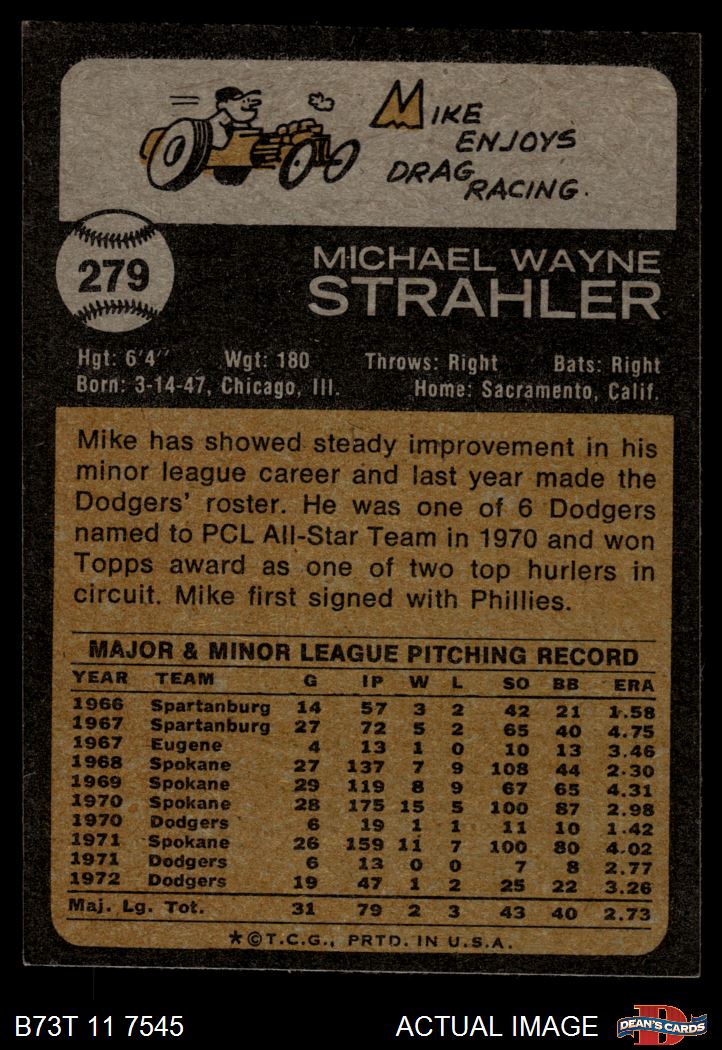 MIKE
ENJOYS
DRAG
RACING.
279
MICHAEL WAYNE
STRAHLER
Hgt: 6'4" Wgt: 180 Throws: Right Bats: Right
Born: 3-14-47, Chicago, Ill. Home: Sacramento, Calif.
Mike has showed steady improvement in his
minor league career and last year made the
Dodgers' roster. He was one of 6 Dodgers
named to PCL All-Star Team in 1970 and won
Topps award as one of two top hurlers in
circuit. Mike first signed with Phillies.
MAJOR & MINOR LEAGUE PITCHING RECORD
YEAR TEAM G IP W L SO BB ERA
1966 Spartanburg 14 57 3 2 42 21 1.58
1967 Spartanburg 27 72 5 2 65 40 4.75
1967 Eugene 4 13 1 0 10 13 3.46
1968 Spokane 27 137 7 9 108 44 2.30
1969 Spokane 29 119 8 9 67 65 4.31
1970 Spokane 28 175 15 5 100 87 2.98
1970 Dodgers 6 19 1 1 11 10 1.42
1971 Spokane 26 159 11 7 100 80 4.02
1971 Dodgers 6 13 0 0 7 8 2.77
1972 Dodgers 19 47 1 2 25 22 3.26
Maj. Lg. Tot. 31 79 2 3 43 40 2.73
*©T.C.G., PRTD. IN U.S.A.
B73T 11 7545 ACTUAL IMAGE D DEAN'S CARDS